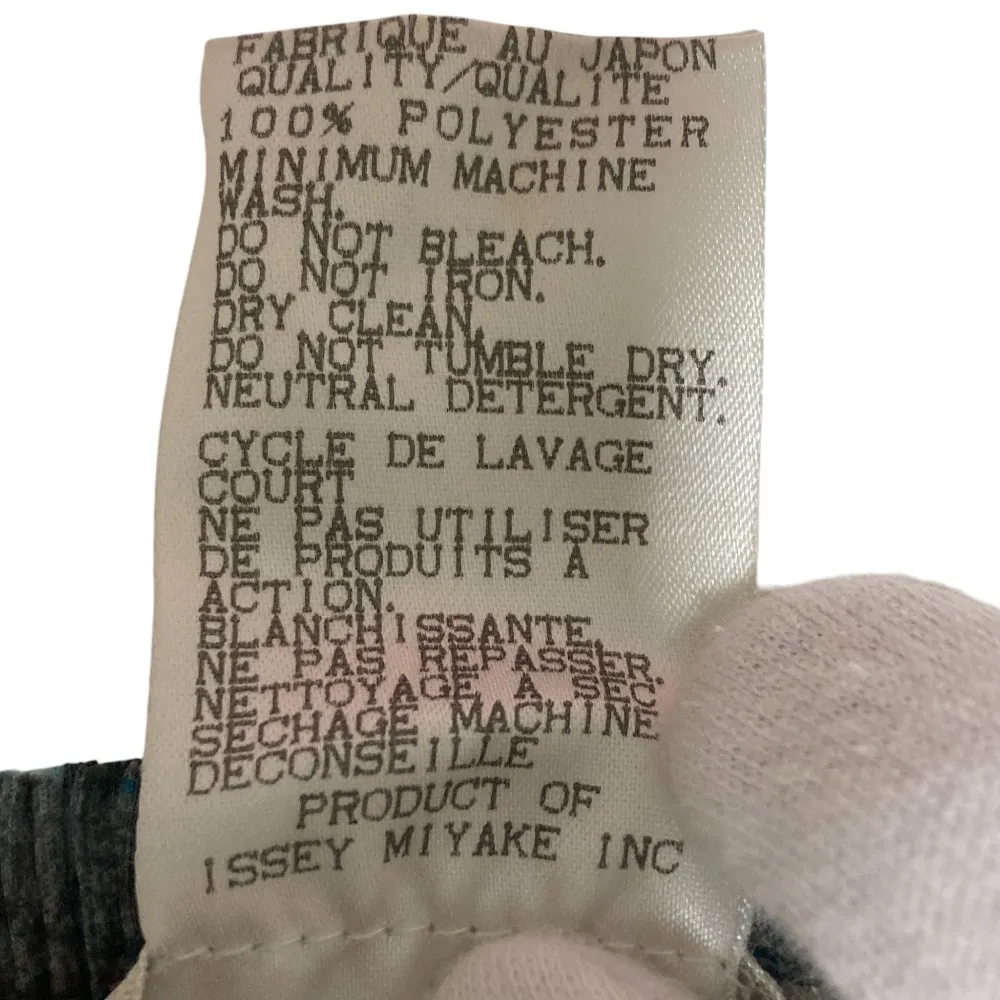 FABRIQUE AU JAPON
QUALITY/QUALITE
100% POLYESTER
MINIMUM MACHINE
WASH.
DO NOT BLEACH.
DO NOT IRON.
DRY CLEAN.
DO NOT TUMBLE DRY.
NEUTRAL DETERGENT.
CYCLE DE LAVAGE
COURT
NE PAS UTILISER
DE PRODUITS A
ACTION.
BLANCHISSANTE.
NE PAS REPASSER.
NETTOYAGE A SEC
SECHAGE MACHINE
DECONSEILLE
PRODUCT OF
ISSEY MIYAKE INC